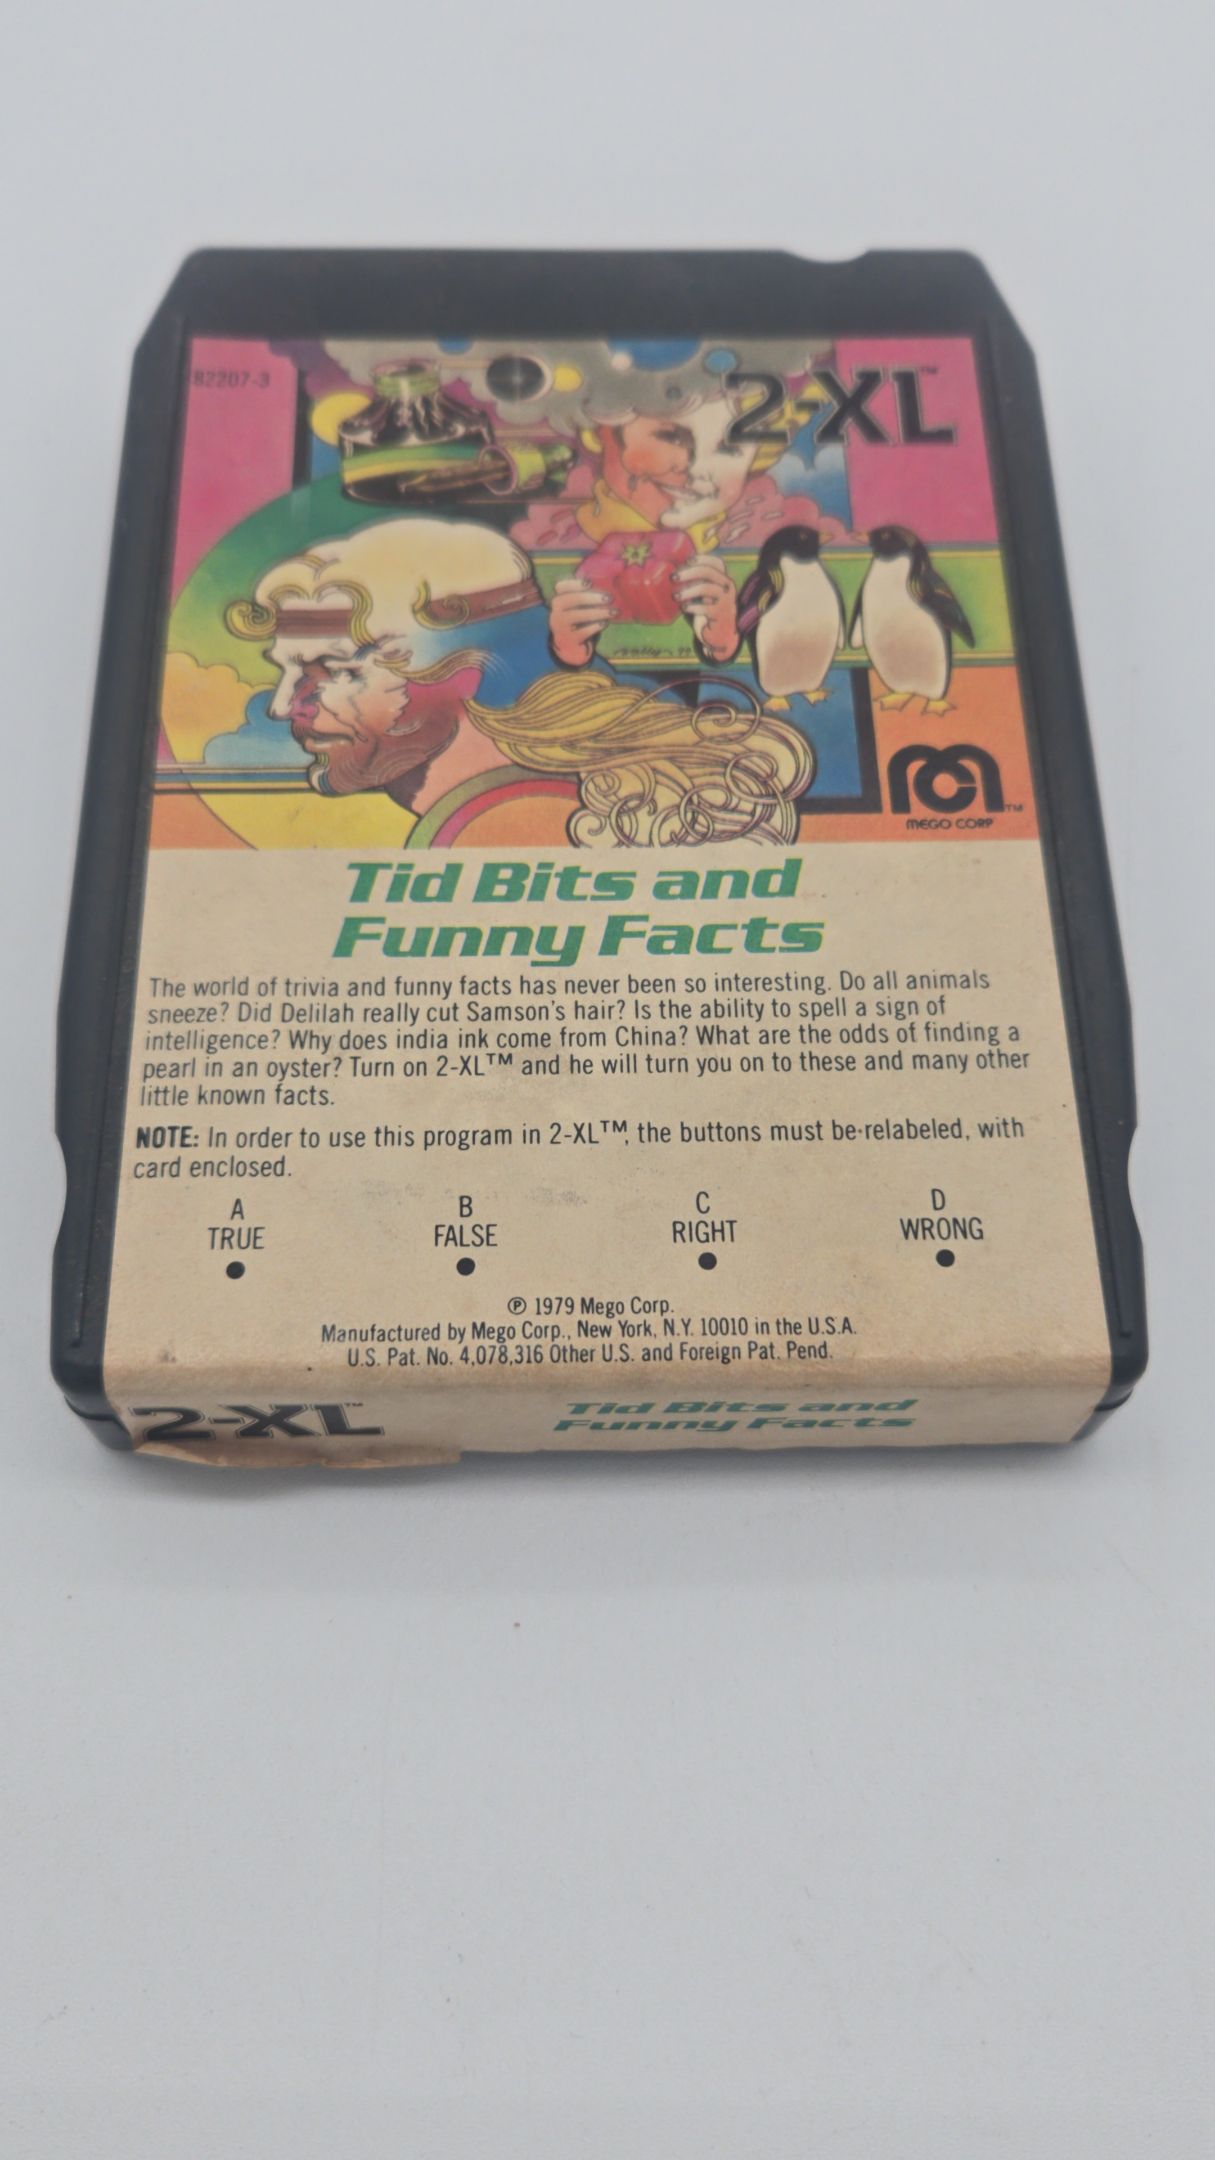 82207-3
2-XL™
MEGO CORP
Tid Bits and
Funny Facts
The world of trivia and funny facts has never been so interesting. Do all animals
sneeze? Did Delilah really cut Samson's hair? Is the ability to spell a sign of
intelligence? Why does india ink come from China? What are the odds of finding a
pearl in an oyster? Turn on 2-XL™ and he will turn you on to these and many other
little known facts.
NOTE: In order to use this program in 2-XL™, the buttons must be relabeled, with
card enclosed.
A B C D
TRUE FALSE RIGHT WRONG
℗ 1979 Mego Corp.
Manufactured by Mego Corp., New York, N.Y. 10010 in the U.S.A.
U.S. Pat. No. 4,078,316 Other U.S. and Foreign Pat. Pend.
2-XL™ Tid Bits and
Funny Facts